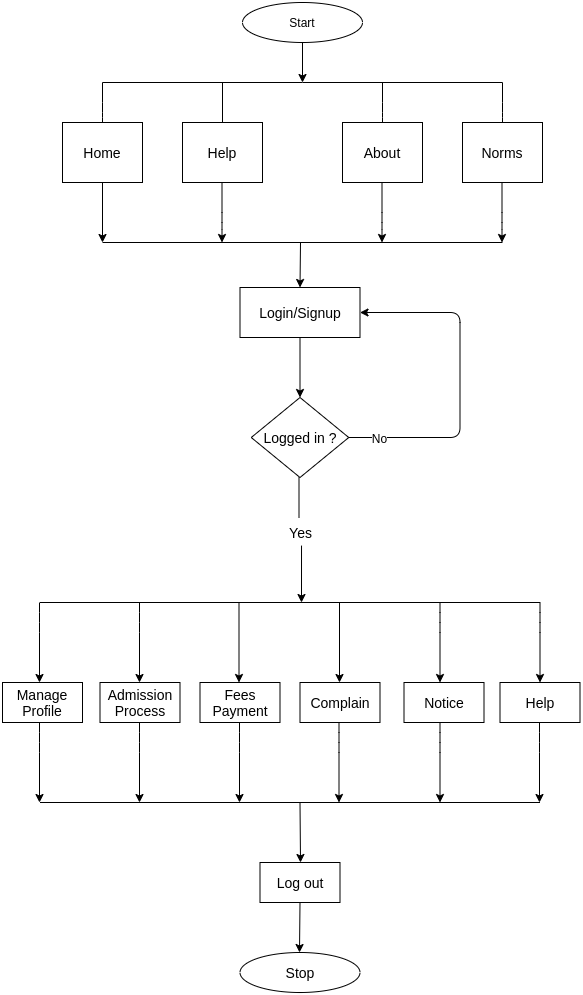 Start
Home
Help
About
Norms
Login/Signup
Logged in ?
No
Yes
Manage
Profile
Admission
Process
Fees
Payment
Complain
Notice
Help
Log out
Stop